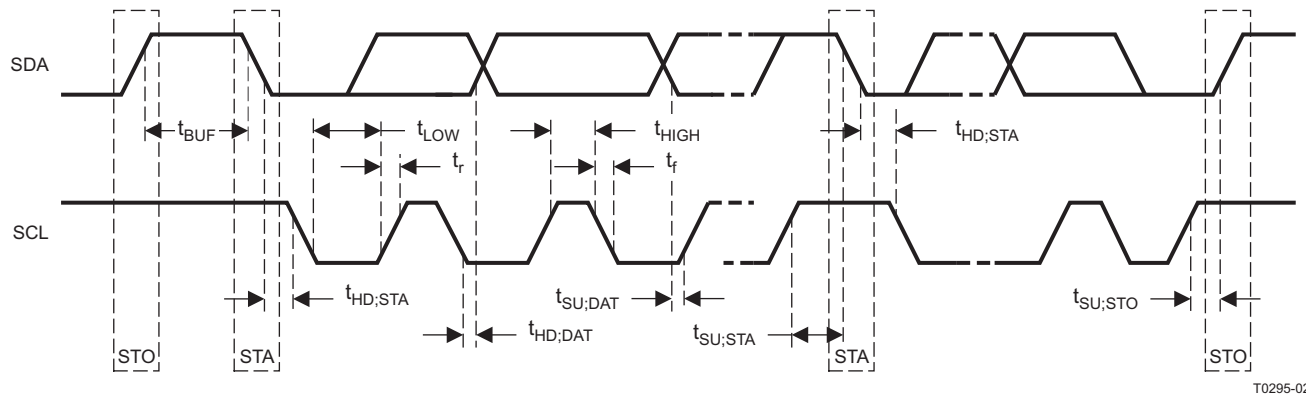 SDA
t_BUF
t_LOW
t_HIGH
t_HD;STA
t_r
t_f
SCL
t_HD;STA
t_SU;DAT
t_SU;STO
t_HD;DAT
t_SU;STA
STO
STA
STA
STO
T0295-02